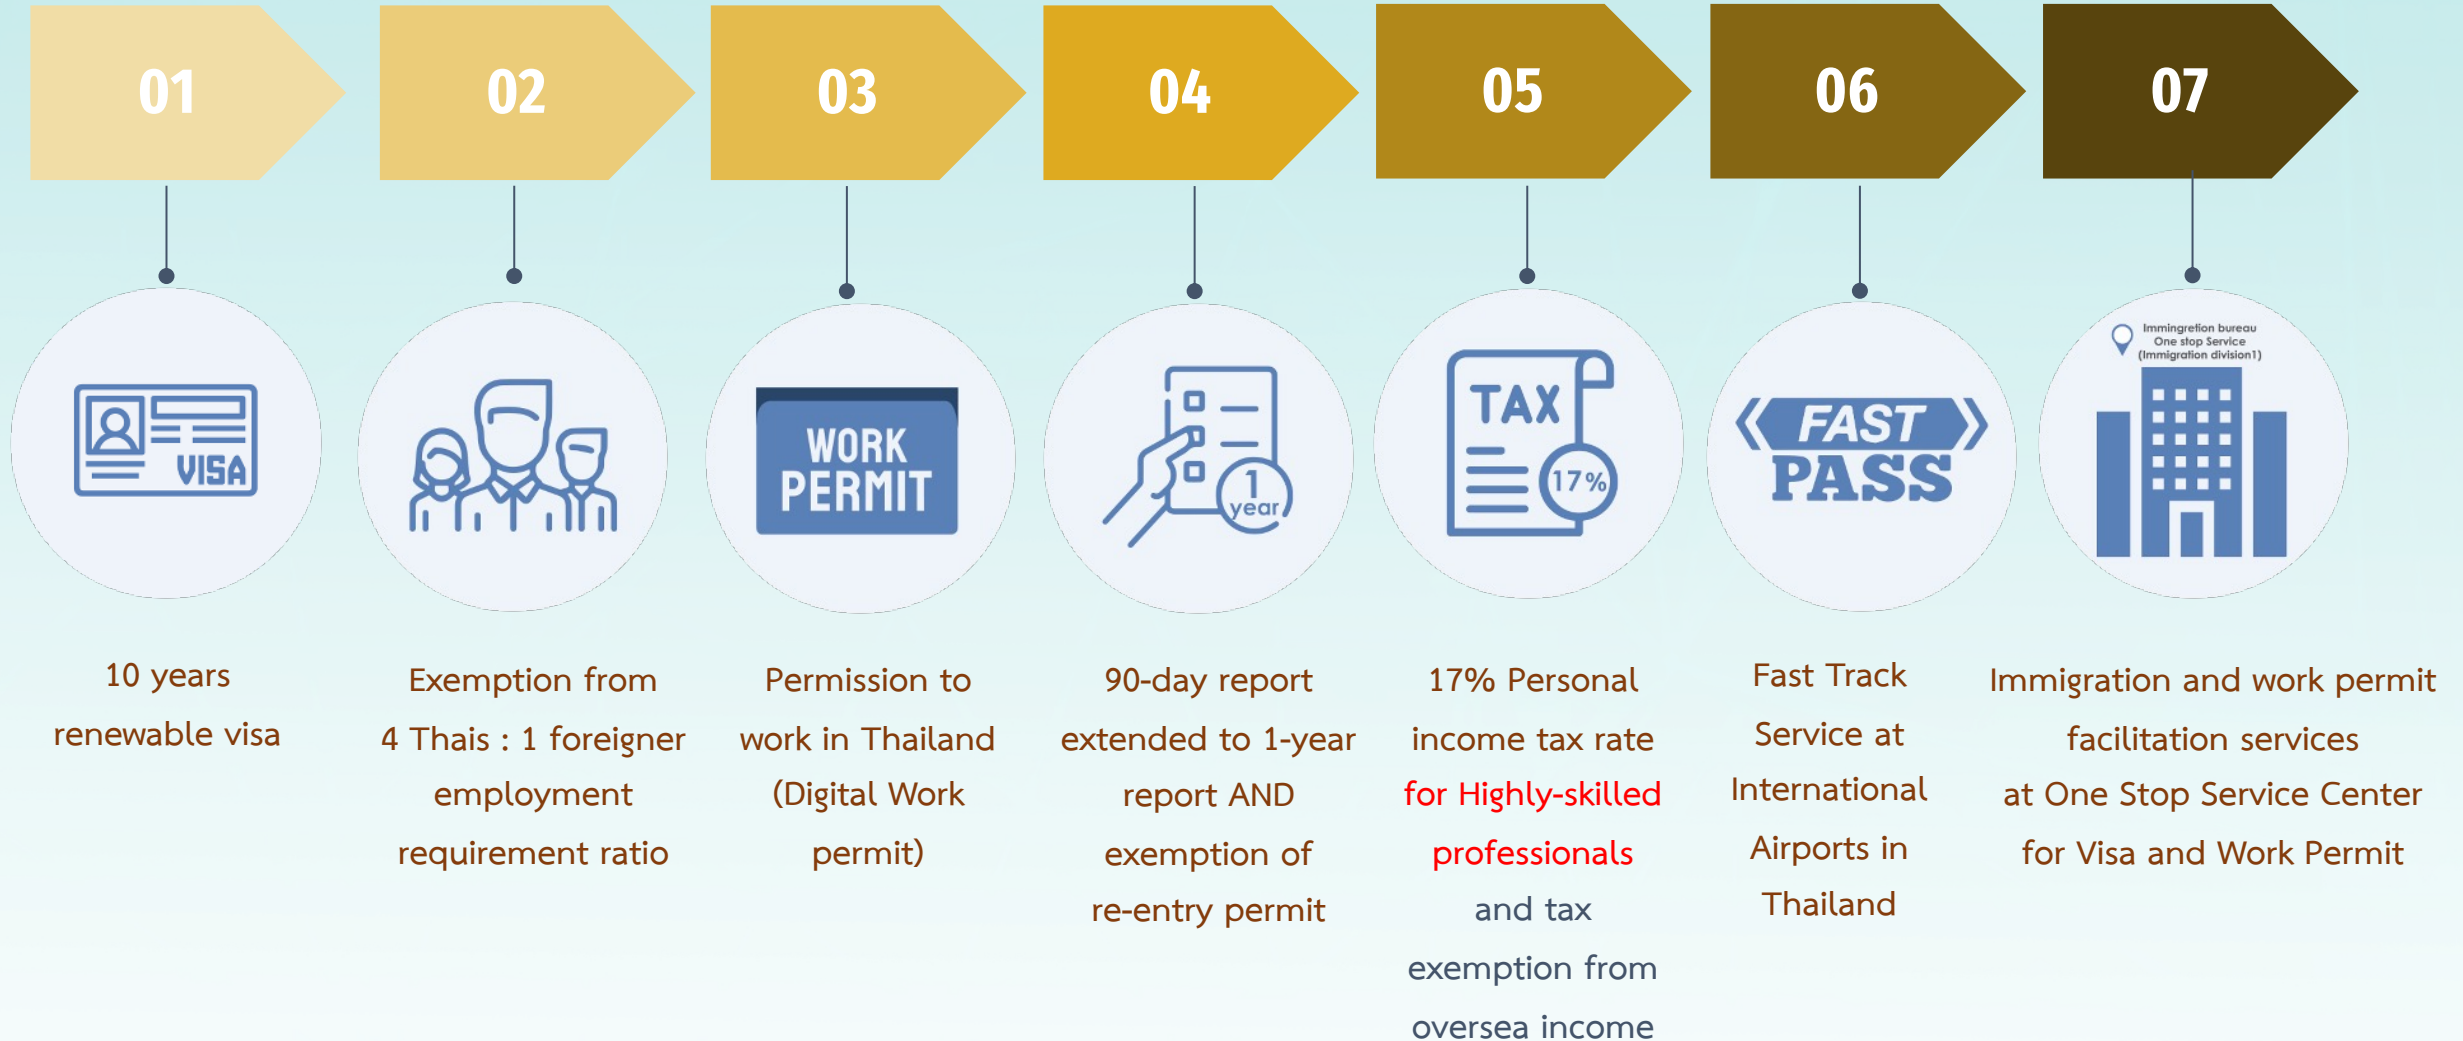 01
02
03
04
05
06
07
VISA
WORK
PERMIT
1
year
TAX
17%
FAST
PASS
Immingretion bureau
One stop Service
(Immigration division1)
10 years
renewable visa
Exemption from
4 Thais : 1 foreigner
employment
requirement ratio
Permission to
work in Thailand
(Digital Work
permit)
90-day report
extended to 1-year
report AND
exemption of
re-entry permit
17% Personal
income tax rate
for Highly-skilled
professionals
and tax
exemption from
oversea income
Fast Track
Service at
International
Airports in
Thailand
Immigration and work permit
facilitation services
at One Stop Service Center
for Visa and Work Permit